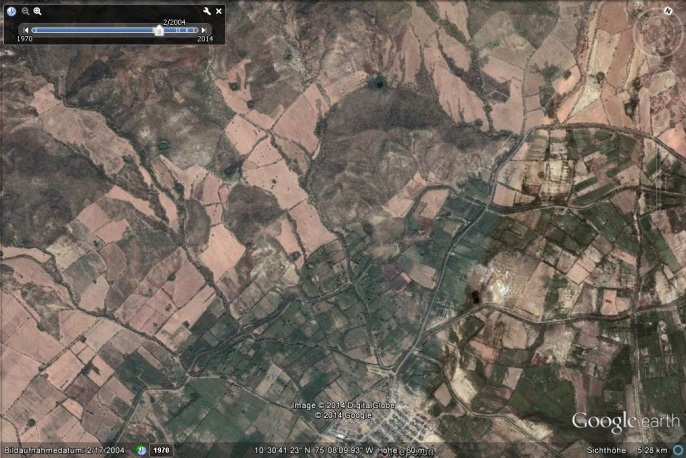 2/2004
1970
2014
N
Image © 2014 DigitalGlobe
© 2014 Google
Google earth
Bildaufnahmedatum: 2/17/2004
1970
10°30'41.23" N 75°08'09.93" W Höhe
Sichthöhe 5.28 km